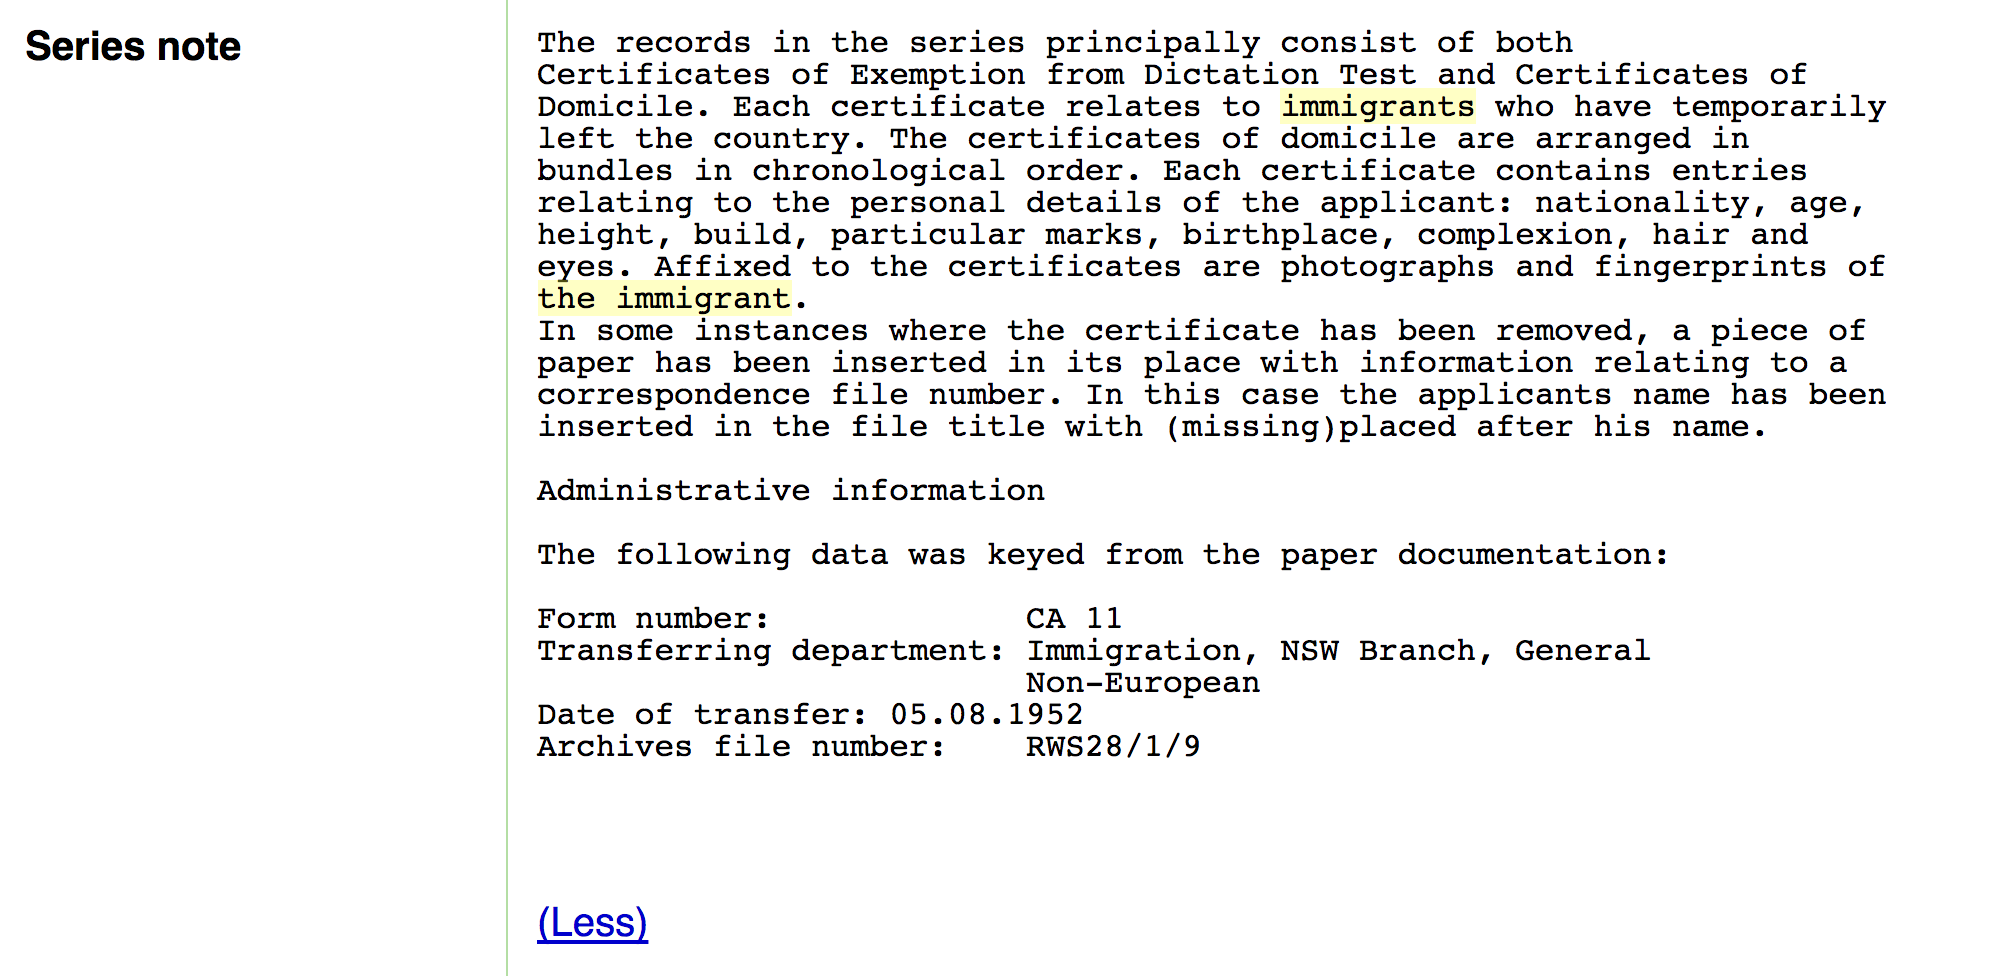 Series note
The records in the series principally consist of both
Certificates of Exemption from Dictation Test and Certificates of
Domicile. Each certificate relates to immigrants who have temporarily
left the country. The certificates of domicile are arranged in
bundles in chronological order. Each certificate contains entries
relating to the personal details of the applicant: nationality, age,
height, build, particular marks, birthplace, complexion, hair and
eyes. Affixed to the certificates are photographs and fingerprints of
the immigrant.
In some instances where the certificate has been removed, a piece of
paper has been inserted in its place with information relating to a
correspondence file number. In this case the applicants name has been
inserted in the file title with (missing)placed after his name.
Administrative information
The following data was keyed from the paper documentation:
Form number: CA 11
Transferring department: Immigration, NSW Branch, General
Non-European
Date of transfer: 05.08.1952
Archives file number: RWS28/1/9
(Less)